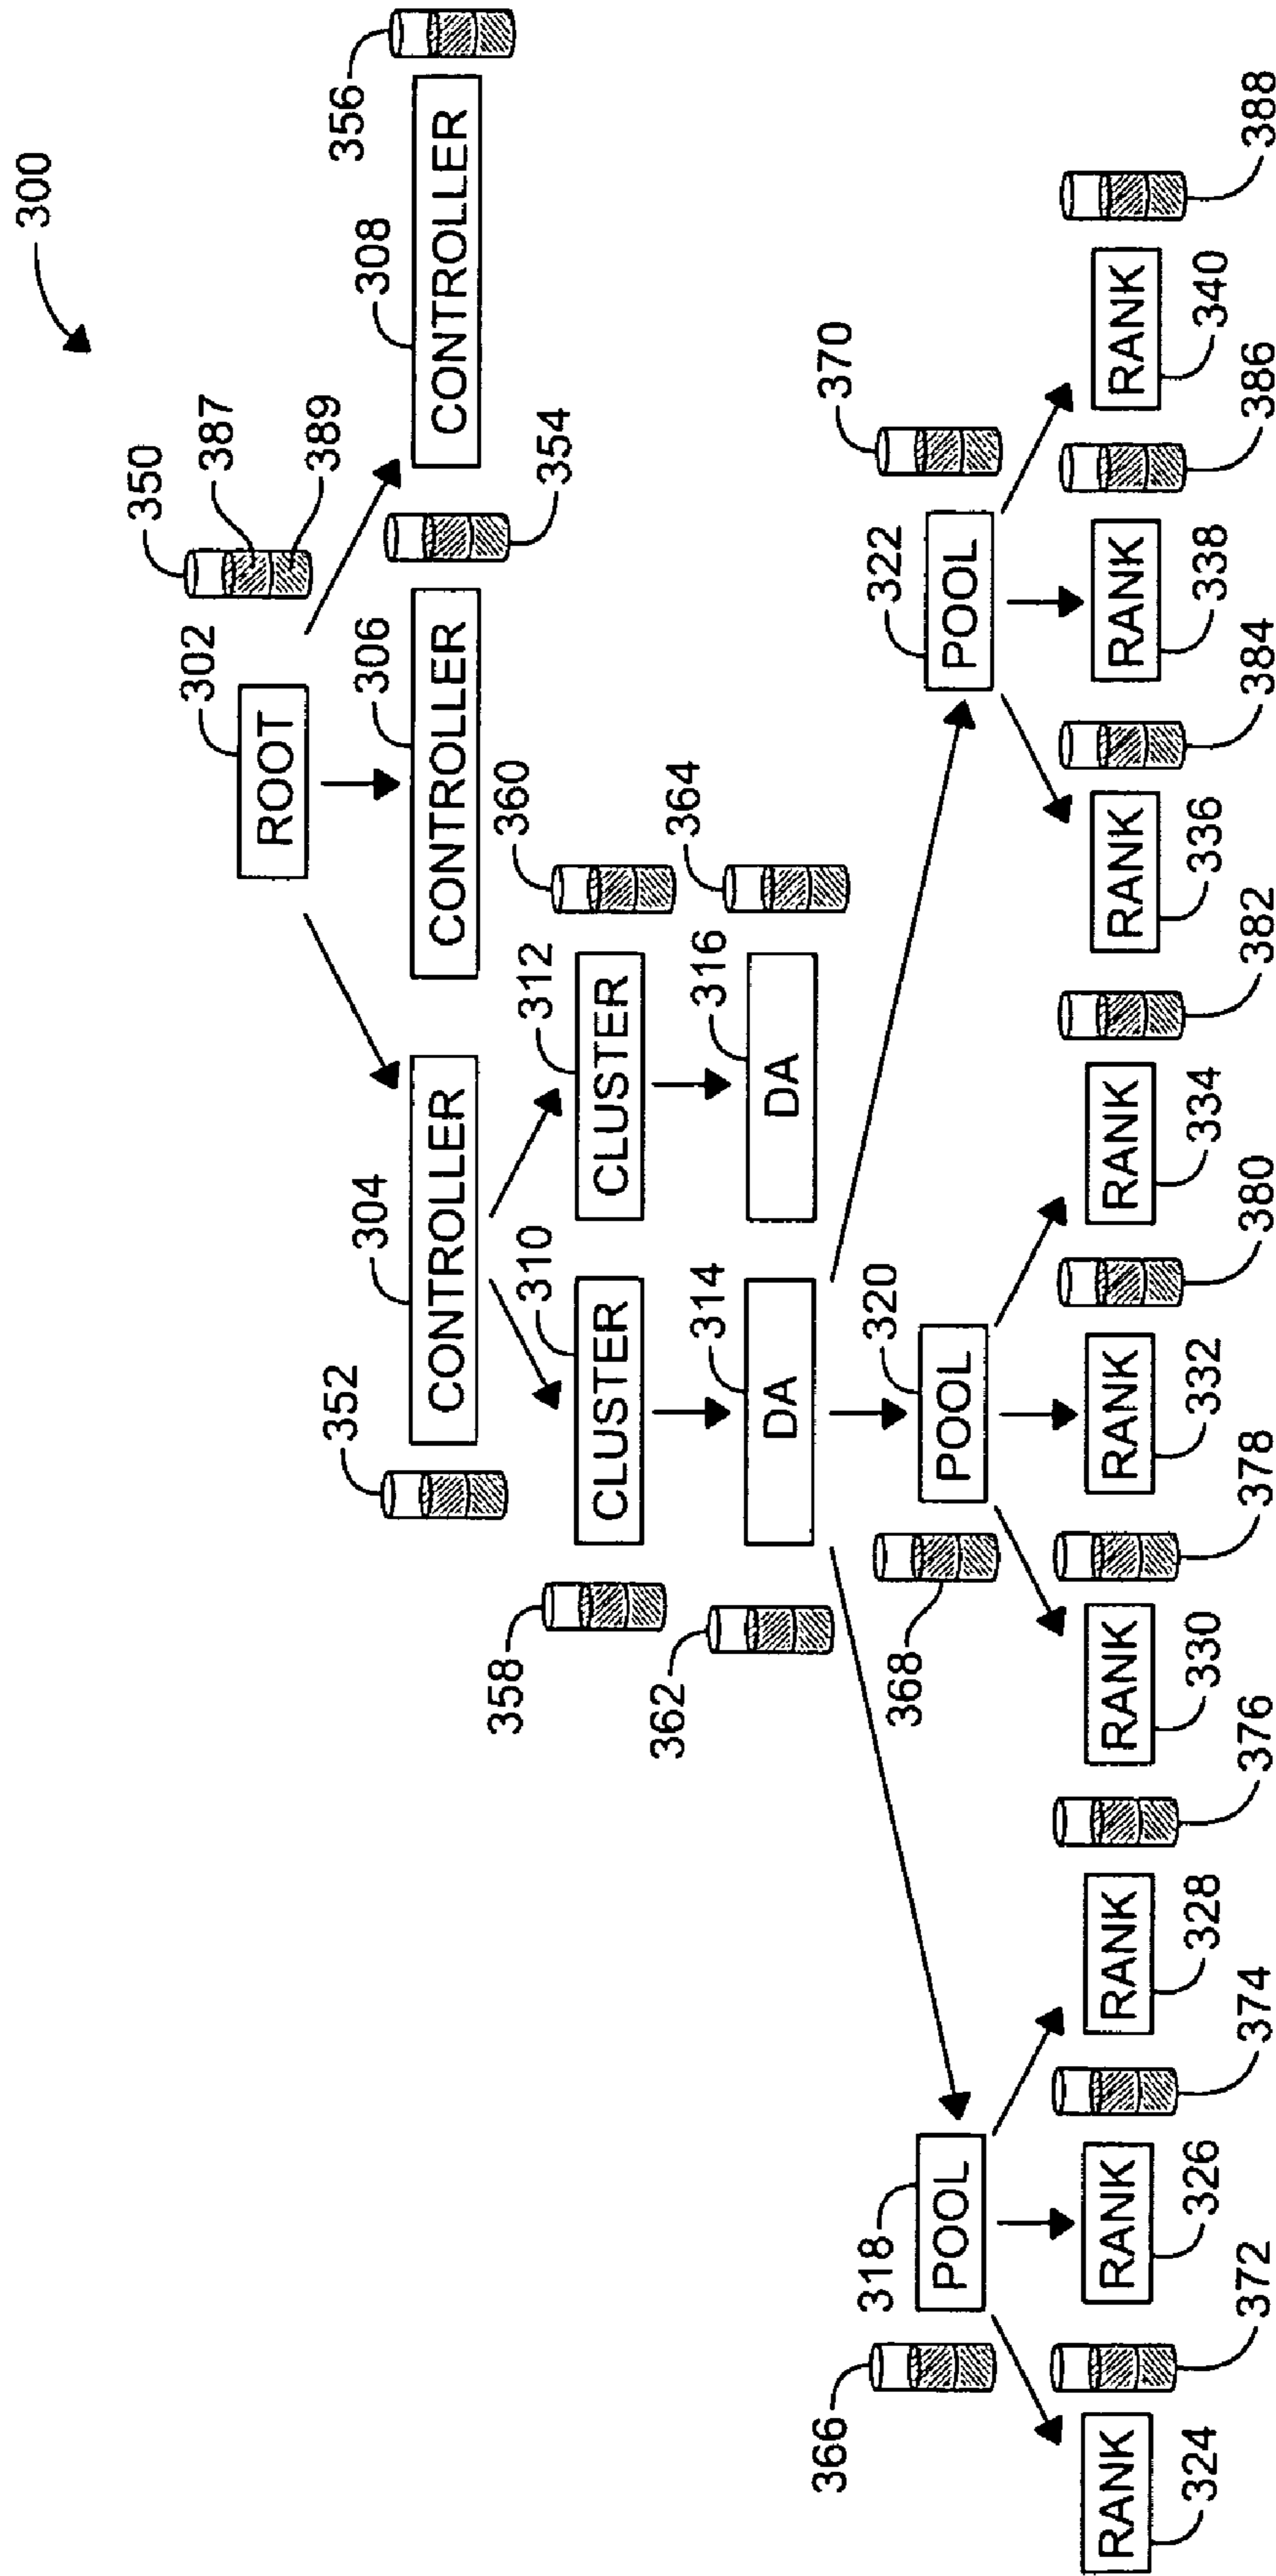 300
350
387
389
302
ROOT
356
308
CONTROLLER
354
306
CONTROLLER
304
CONTROLLER
352
360
312
CLUSTER
310
CLUSTER
358
364
316
DA
314
DA
362
370
322
POOL
320
POOL
368
318
POOL
366
RANK
RANK
RANK
RANK
RANK
RANK
RANK
RANK
RANK
324
326
328
330
332
334
336
338
340
372
374
376
378
380
382
384
386
388